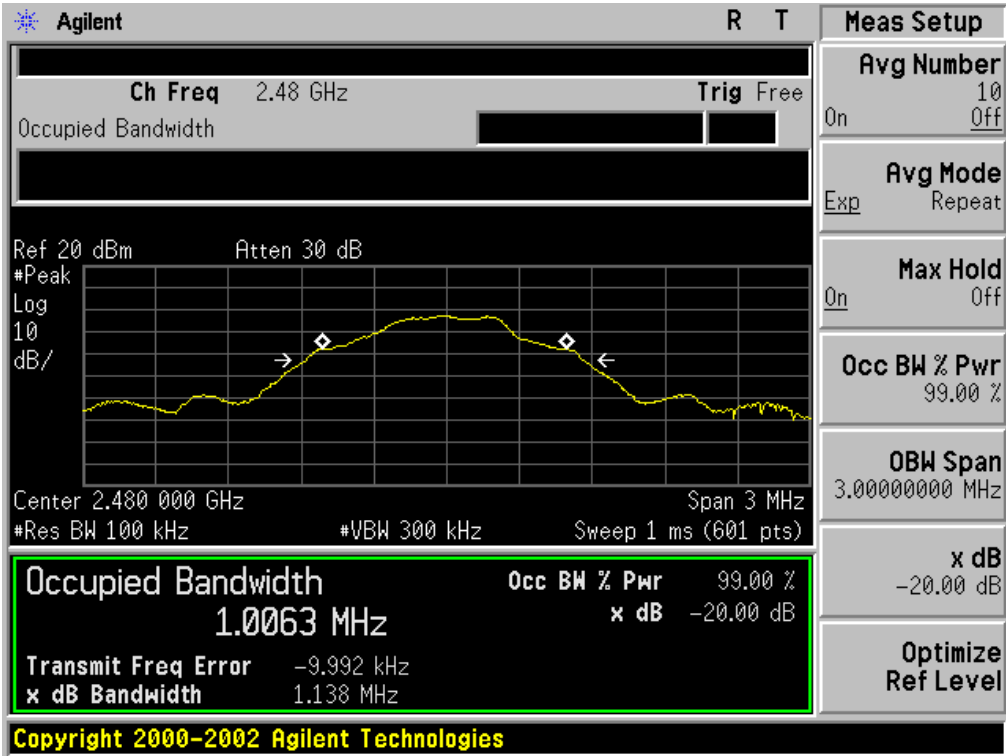 Agilent R T
Ch Freq 2.48 GHz Trig Free
Occupied Bandwidth
Ref 20 dBm Atten 30 dB
#Peak
Log
10
dB/
Center 2.480 000 GHz Span 3 MHz
#Res BW 100 kHz #VBW 300 kHz Sweep 1 ms (601 pts)
Occupied Bandwidth Occ BW % Pwr 99.00 %
1.0063 MHz x dB -20.00 dB
Transmit Freq Error -9.992 kHz
x dB Bandwidth 1.138 MHz
Copyright 2000-2002 Agilent Technologies
Meas Setup
Avg Number
10
On Off
Avg Mode
Exp Repeat
Max Hold
On Off
Occ BW % Pwr
99.00 %
OBW Span
3.00000000 MHz
x dB
-20.00 dB
Optimize
Ref Level